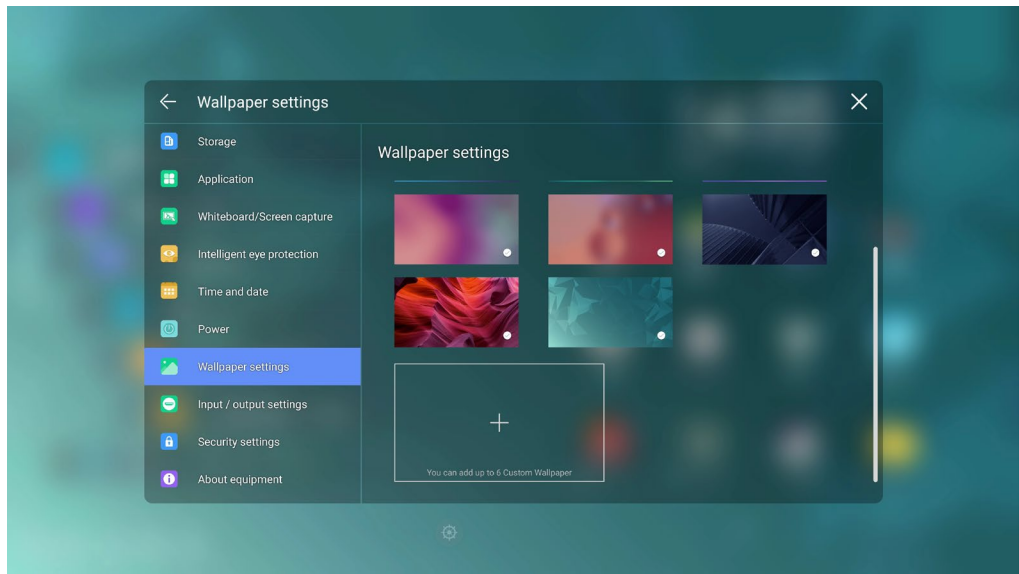 Wallpaper settings
Storage
Application
Whiteboard/Screen capture
Intelligent eye protection
Time and date
Power
Wallpaper settings
Input / output settings
Security settings
About equipment
Wallpaper settings
You can add up to 6 Custom Wallpaper